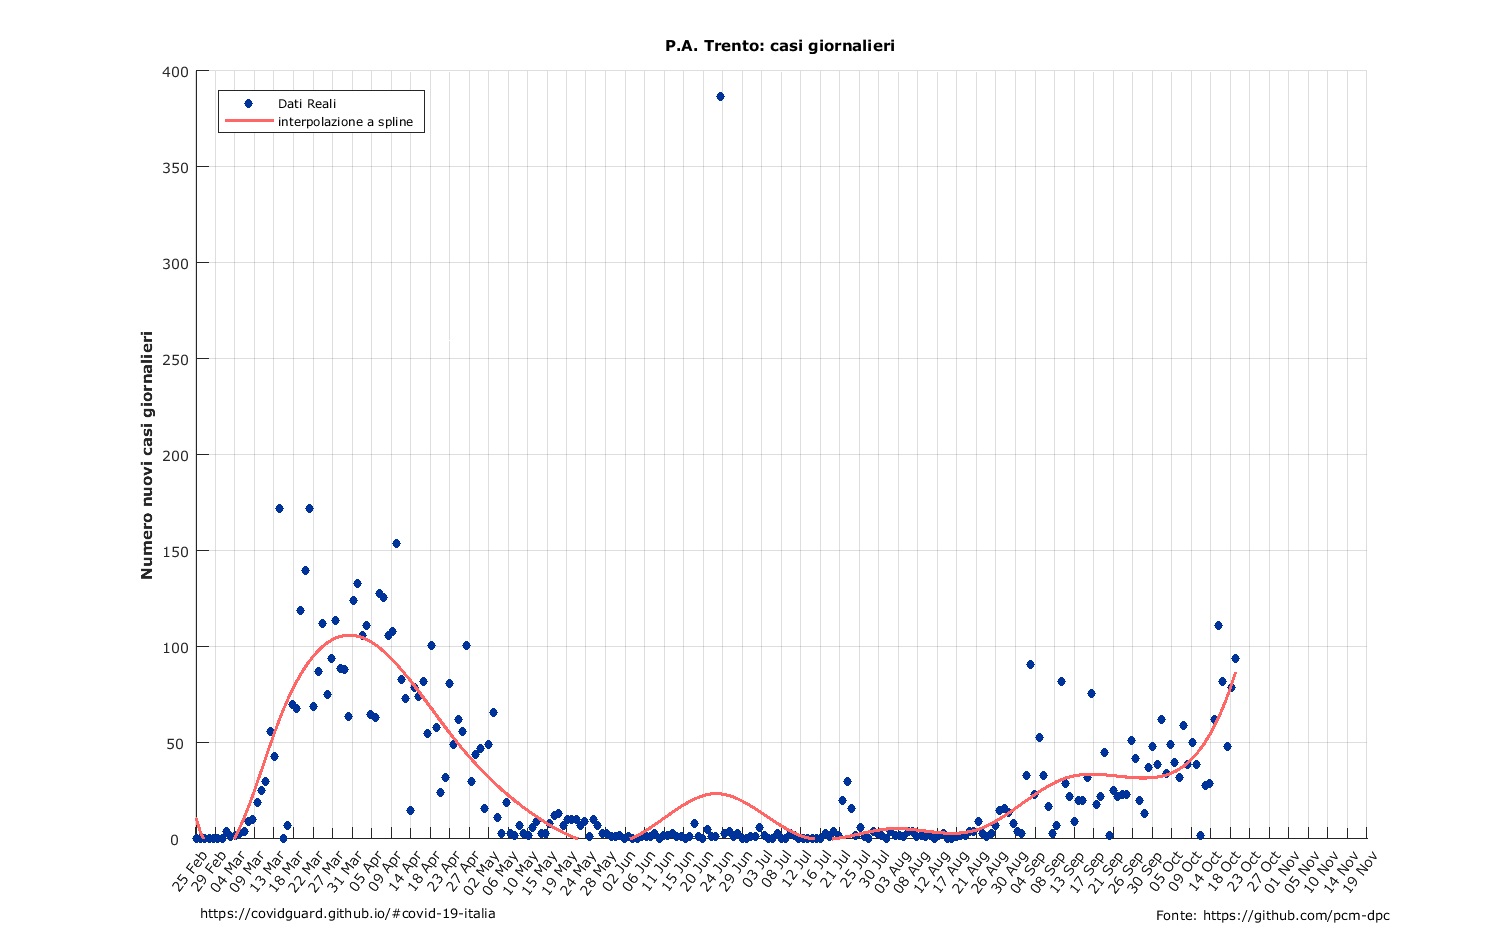 P.A. Trento: casi giornalieri
Dati Reali
interpolazione a spline
Numero nuovi casi giornalieri
400
350
300
250
200
150
100
50
0
25 Feb
29 Feb
04 Mar
09 Mar
13 Mar
18 Mar
22 Mar
27 Mar
31 Mar
05 Apr
09 Apr
14 Apr
18 Apr
23 Apr
27 Apr
02 May
06 May
10 May
15 May
19 May
24 May
28 May
02 Jun
06 Jun
11 Jun
15 Jun
20 Jun
24 Jun
29 Jun
03 Jul
08 Jul
12 Jul
16 Jul
21 Jul
25 Jul
30 Jul
03 Aug
08 Aug
12 Aug
17 Aug
21 Aug
26 Aug
30 Aug
04 Sep
08 Sep
13 Sep
17 Sep
21 Sep
26 Sep
30 Sep
05 Oct
09 Oct
14 Oct
18 Oct
23 Oct
27 Oct
01 Nov
05 Nov
10 Nov
14 Nov
19 Nov
https://covidguard.github.io/#covid-19-italia
Fonte: https://github.com/pcm-dpc